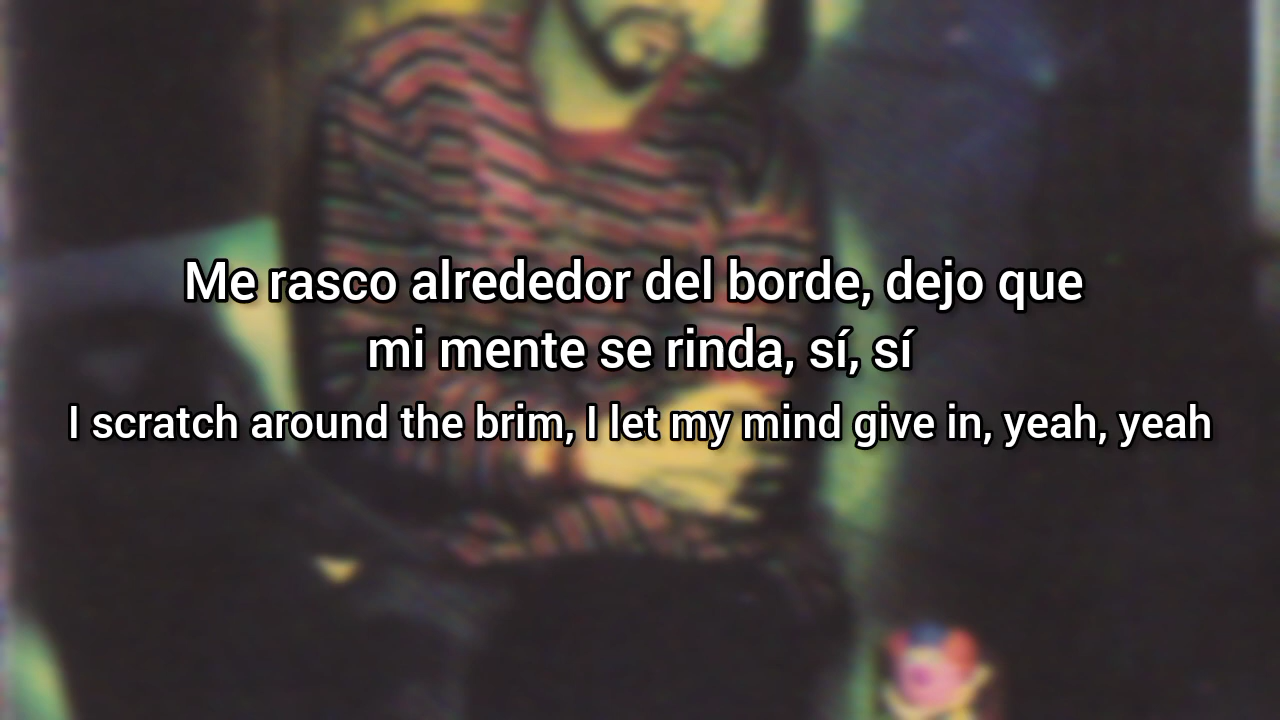 Me rasco alrededor del borde, dejo que
mi mente se rinda, sí, sí
I scratch around the brim, I let my mind give in, yeah, yeah